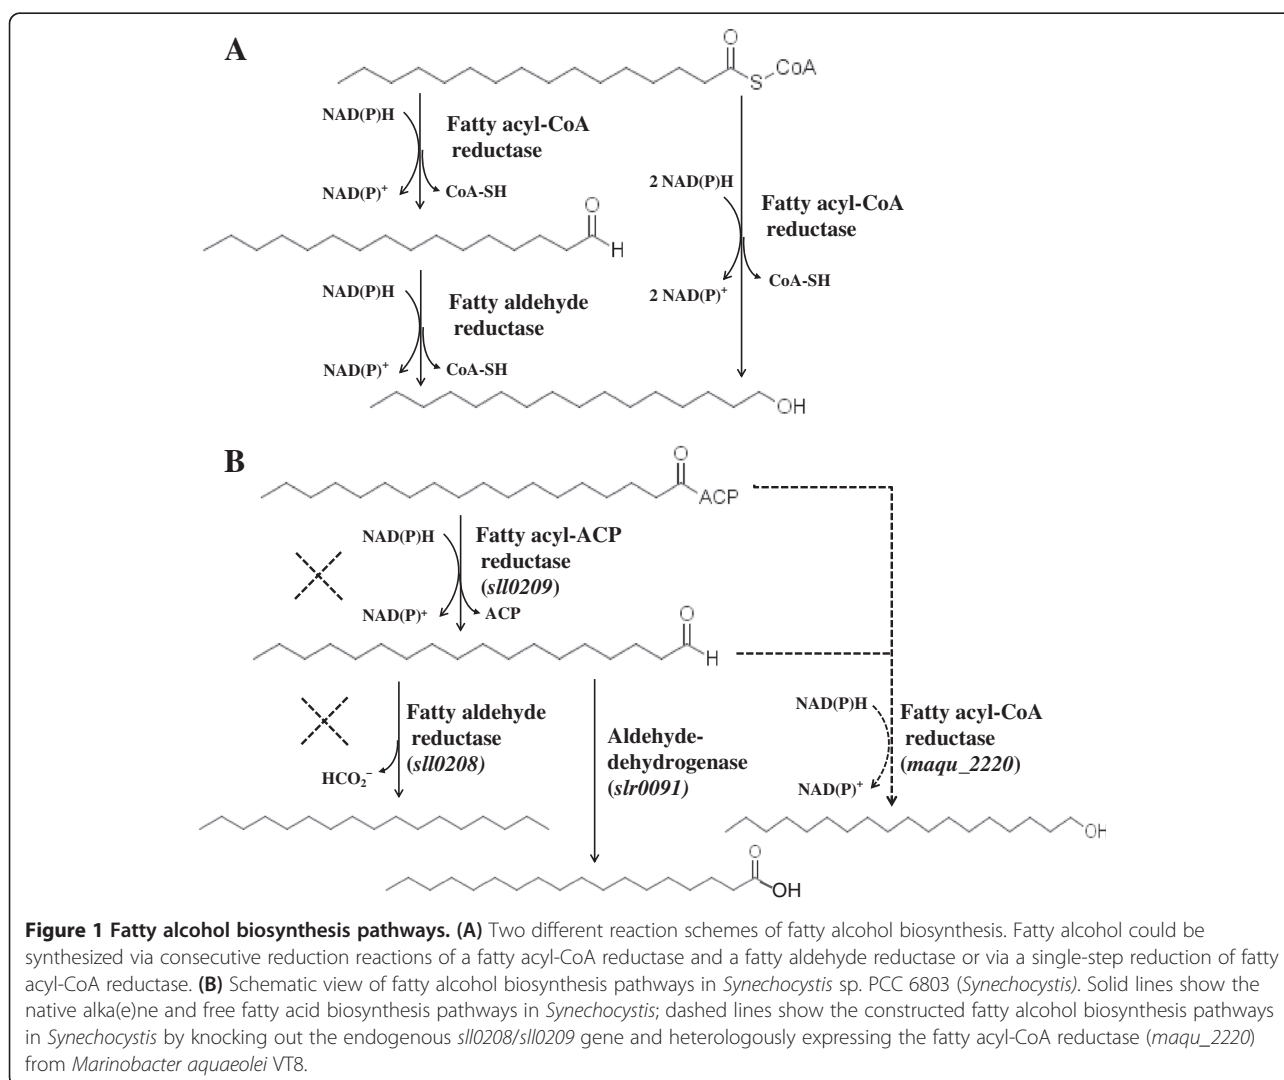 A
O
S
CoA
NAD(P)H
Fatty acyl-CoA
reductase
NAD(P)+
CoA-SH
2 NAD(P)H
Fatty acyl-CoA
reductase
2 NAD(P)+
CoA-SH
O
H
NAD(P)H
Fatty aldehyde
reductase
NAD(P)+
CoA-SH
OH
B
O
ACP
NAD(P)H
Fatty acyl-ACP
reductase
(sll0209)
NAD(P)+
ACP
O
H
Fatty aldehyde
reductase
(sll0208)
HCO2−
Aldehyde-
dehydrogenase
(slr0091)
NAD(P)H
Fatty acyl-CoA
reductase
(maqu_2220)
NAD(P)+
OH
O
OH
Figure 1 Fatty alcohol biosynthesis pathways. (A) Two different reaction schemes of fatty alcohol biosynthesis. Fatty alcohol could be
synthesized via consecutive reduction reactions of a fatty acyl-CoA reductase and a fatty aldehyde reductase or via a single-step reduction of fatty
acyl-CoA reductase. (B) Schematic view of fatty alcohol biosynthesis pathways in Synechocystis sp. PCC 6803 (Synechocystis). Solid lines show the
native alka(e)ne and free fatty acid biosynthesis pathways in Synechocystis; dashed lines show the constructed fatty alcohol biosynthesis pathways
in Synechocystis by knocking out the endogenous sll0208/sll0209 gene and heterologously expressing the fatty acyl-CoA reductase (maqu_2220)
from Marinobacter aquaeolei VT8.